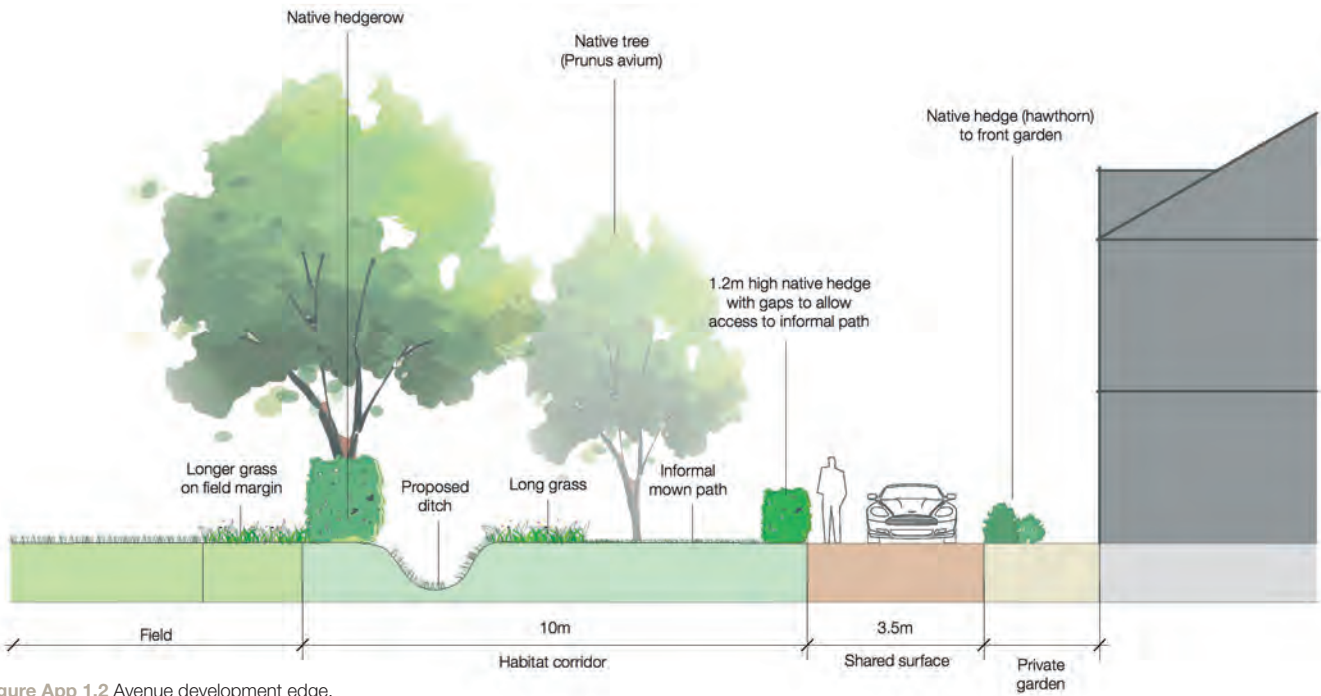 Native hedgerow
Native tree
(Prunus avium)
Native hedge (hawthorn)
to front garden
1.2m high native hedge
with gaps to allow
access to informal path
Longer grass
on field margin
Proposed
ditch
Long grass
Informal
mown path
Field
10m
Habitat corridor
3.5m
Shared surface
Private
garden
gure App 1.2 Avenue development edge.